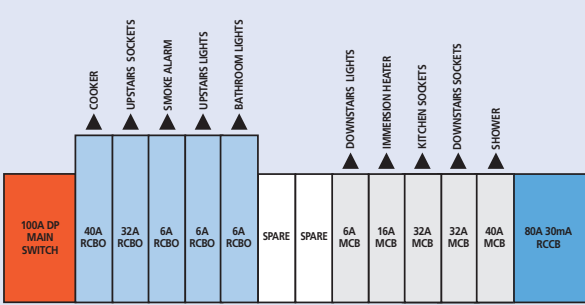 COOKER
UPSTAIRS SOCKETS
SMOKE ALARM
UPSTAIRS LIGHTS
BATHROOM LIGHTS
DOWNSTAIRS LIGHTS
IMMERSION HEATER
KITCHEN SOCKETS
DOWNSTAIRS SOCKETS
SHOWER
100A DP
MAIN
SWITCH
40A
RCBO
32A
RCBO
6A
RCBO
6A
RCBO
6A
RCBO
SPARE
SPARE
6A
MCB
16A
MCB
32A
MCB
32A
MCB
40A
MCB
80A 30mA
RCCB